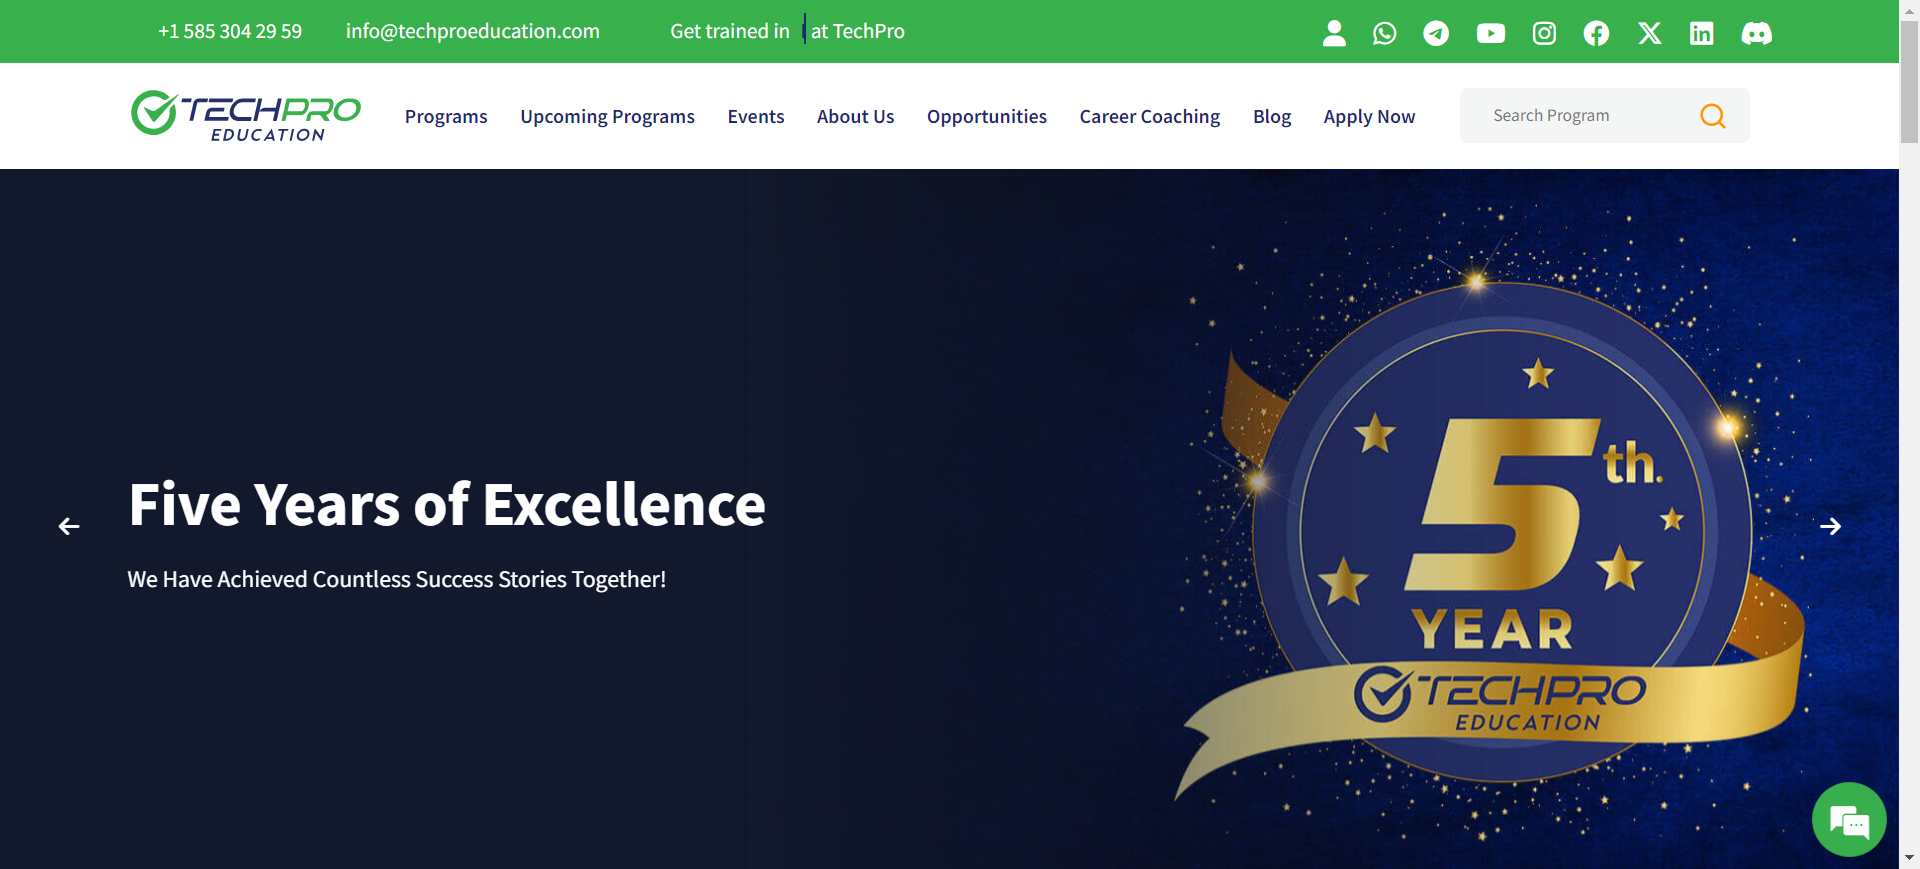 +1 585 304 29 59
info@techproeducation.com
Get trained in at TechPro
TECHPRO
EDUCATION
Programs
Upcoming Programs
Events
About Us
Opportunities
Career Coaching
Blog
Apply Now
Search Program
Five Years of Excellence
We Have Achieved Countless Success Stories Together!
5th.
YEAR
TECHPRO
EDUCATION